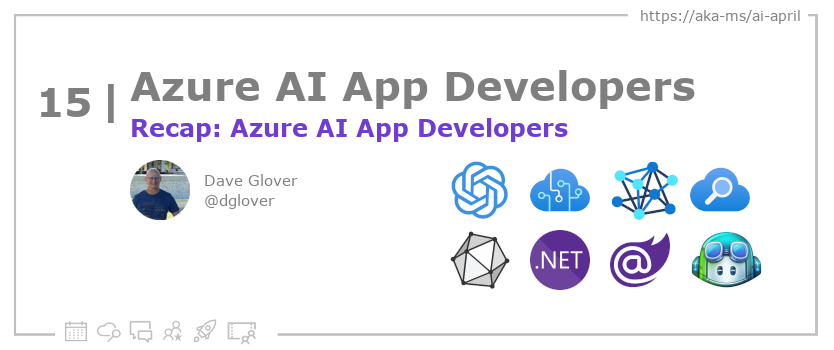 https://aka-ms/ai-april
15 | Azure AI App Developers
Recap: Azure AI App Developers
Dave Glover
@dglover
.NET
@